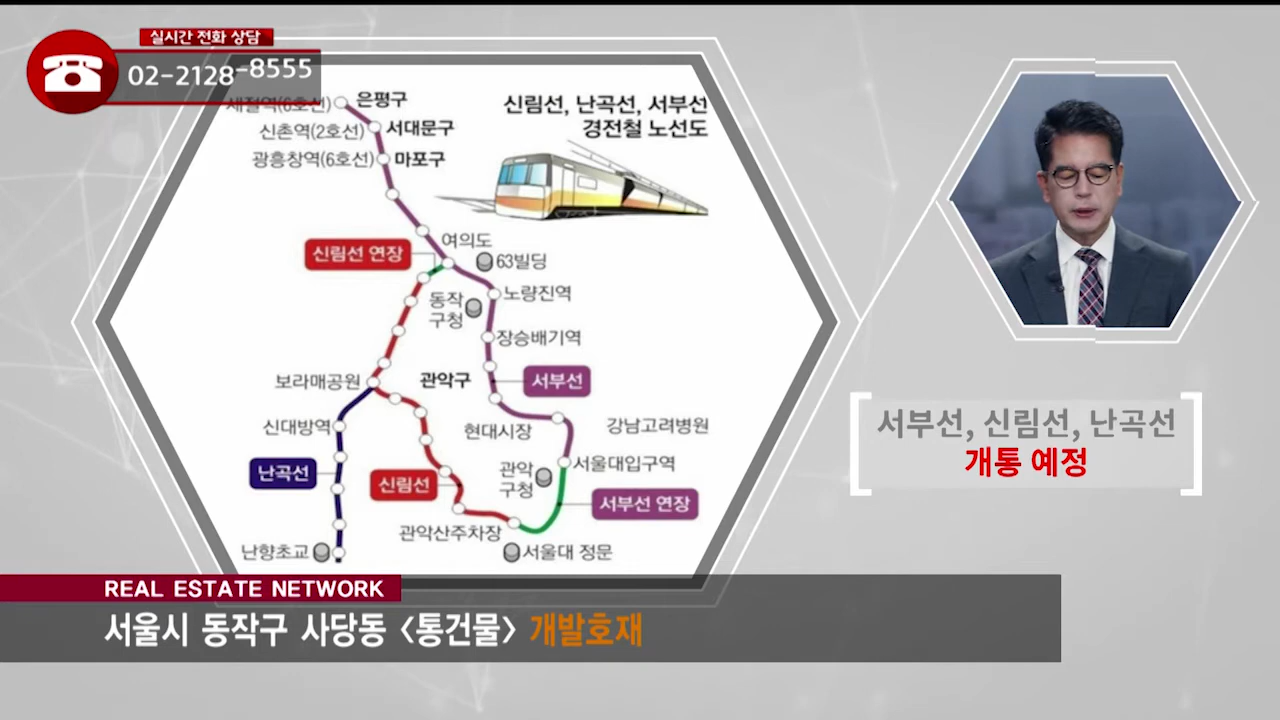 실시간 전화 상담
02-2128-8555
세절역(6호선)
은평구
신촌역(2호선)
서대문구
광흥창역(6호선)
마포구
신림선, 난곡선, 서부선
경전철 노선도
신림선 연장
여의도
63빌딩
동작
구청
노량진역
장승배기역
보라매공원
관악구
서부선
신대방역
현대시장
강남고려병원
난곡선
신림선
관악
구청
서울대입구역
서부선 연장
관악산주차장
난향초교
서울대 정문
서부선, 신림선, 난곡선
개통 예정
REAL ESTATE NETWORK
서울시 동작구 사당동 <통건물> 개발호재